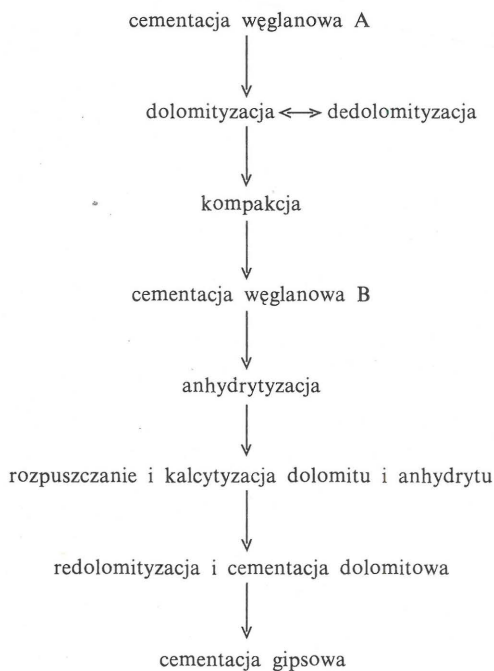 cementacja węglanowa A
dolomityzacja ↔ dedolomityzacja
kompakcja
cementacja węglanowa B
anhydrytyzacja
rozpuszczanie i kalcytyzacja dolomitu i anhydrytu
redolomityzacja i cementacja dolomitowa
cementacja gipsowa